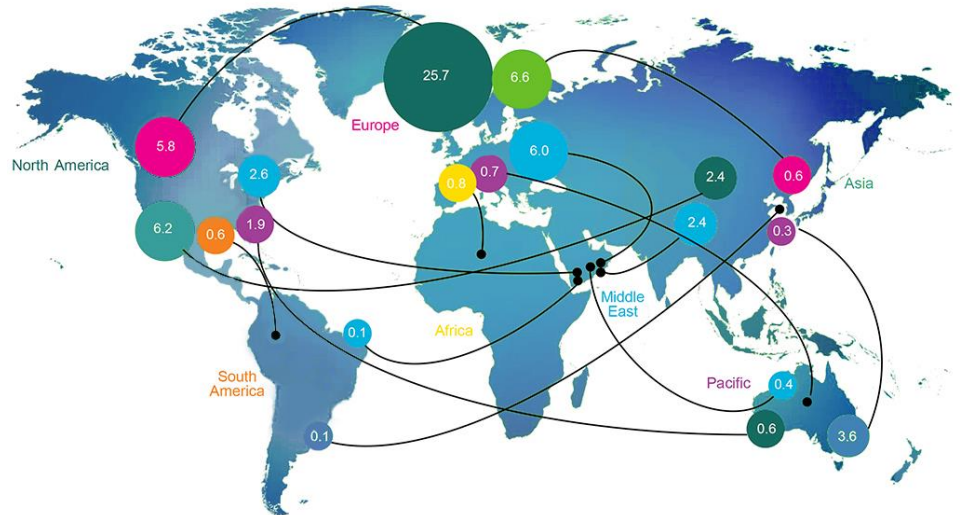 25.7
6.6
Europe
5.8
6.0
North America
2.6
0.8
0.7
2.4
0.6
Asia
6.2
0.6
1.9
2.4
0.3
Middle
East
Africa
0.1
South
America
Pacific
0.4
0.1
0.6
3.6